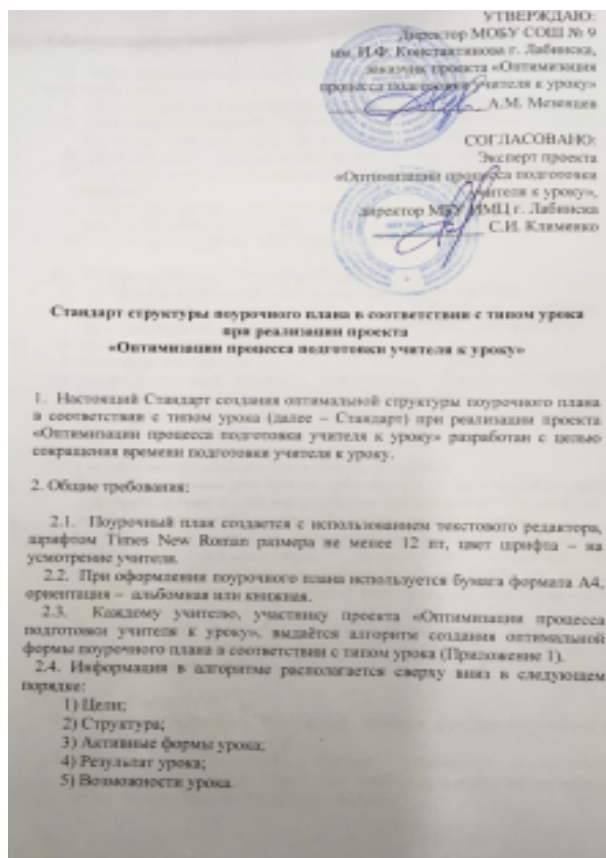 УТВЕРЖДАЮ:
Директор МОБУ СОШ № 9
им. И.Ф. Константинова г. Лабинска,
заказчик проекта «Оптимизация
процесса подготовки учителя к уроку»
А.М. Мезенцев
СОГЛАСОВАНО:
Эксперт проекта
«Оптимизации процесса подготовки
учителя к уроку»,
директор МБУ ИМЦ г. Лабинска
С.И. Клименко
Стандарт структуры поурочного плана в соответствии с типом урока
при реализации проекта
«Оптимизации процесса подготовки учителя к уроку»
1. Настоящий Стандарт создания оптимальной структуры поурочного плана
в соответствии с типом урока (далее – Стандарт) при реализации проекта
«Оптимизации процесса подготовки учителя к уроку» разработан с целью
сокращения времени подготовки учителя к уроку.
2. Общие требования:
2.1. Поурочный план создается с использованием текстового редактора,
шрифтом Times New Roman размера не менее 12 пт, цвет шрифта – на
усмотрение учителя.
2.2. При оформлении поурочного плана используется бумага формата А4,
ориентация – альбомная или книжная.
2.3. Каждому учителю, участнику проекта «Оптимизации процесса
подготовки учителя к уроку», выдаётся алгоритм создания оптимальной
формы поурочного плана в соответствии с типом урока (Приложение 1).
2.4. Информация в алгоритме располагается сверху вниз в следующем
порядке:
1) Цели;
2) Структура;
3) Активные формы урока;
4) Результат урока;
5) Возможности урока.